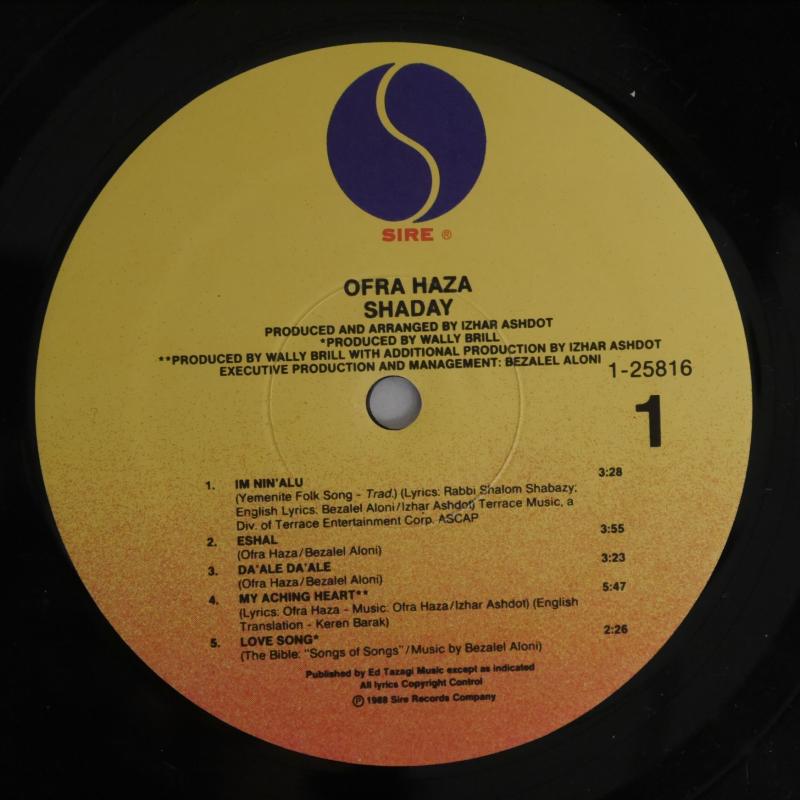 SIRE ®
OFRA HAZA
SHADAY
PRODUCED AND ARRANGED BY IZHAR ASHDOT
*PRODUCED BY WALLY BRILL
**PRODUCED BY WALLY BRILL WITH ADDITIONAL PRODUCTION BY IZHAR ASHDOT
EXECUTIVE PRODUCTION AND MANAGEMENT: BEZALEL ALONI
1-25816
1
1. IM NIN'ALU 3:28
(Yemenite Folk Song - Trad.) (Lyrics: Rabbi Shalom Shabazy;
English Lyrics: Bezalel Aloni/Izhar Ashdot) Terrace Music, a
Div. of Terrace Entertainment Corp. ASCAP
2. ESHAL 3:55
(Ofra Haza/Bezalel Aloni)
3. DA'ALE DA'ALE 3:23
(Ofra Haza/Bezalel Aloni)
4. MY ACHING HEART** 5:47
(Lyrics: Ofra Haza - Music: Ofra Haza/Izhar Ashdot) (English
Translation - Keren Barak)
5. LOVE SONG* 2:26
(The Bible: "Songs of Songs"/Music by Bezalel Aloni)
Published by Ed Tazagi Music except as indicated
All lyrics Copyright Control
℗ 1988 Sire Records Company